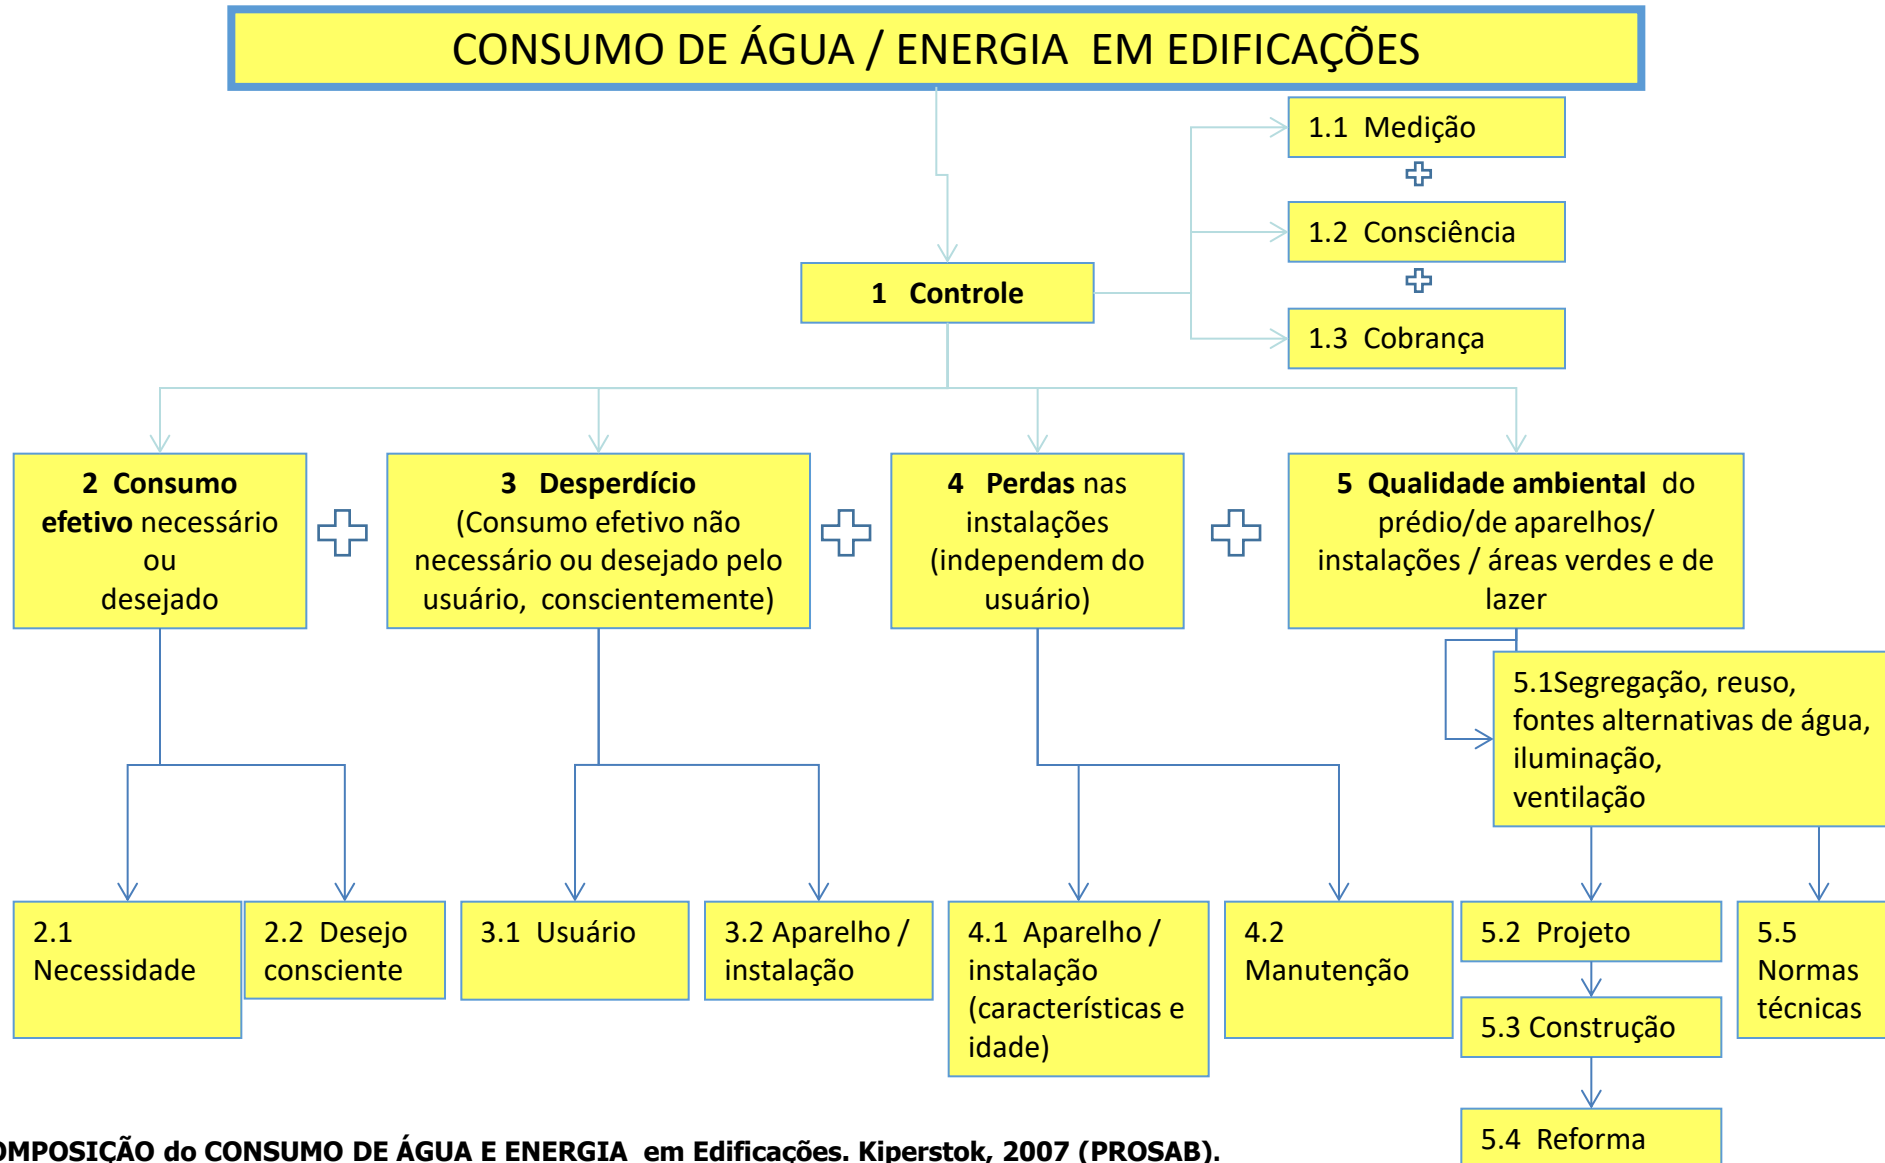 CONSUMO DE ÁGUA / ENERGIA EM EDIFICAÇÕES
1.1 Medição
1.2 Consciência
1 Controle
1.3 Cobrança
2 Consumo
efetivo necessário
ou
desejado
3 Desperdício
(Consumo efetivo não
necessário ou desejado pelo
usuário, conscientemente)
4 Perdas nas
instalações
(independem do
usuário)
5 Qualidade ambiental do
prédio/de aparelhos/
instalações / áreas verdes e de
lazer
5.1Segregação, reuso,
fontes alternativas de água,
iluminação,
ventilação
2.1
Necessidade
2.2 Desejo
consciente
3.1 Usuário
3.2 Aparelho /
instalação
4.1 Aparelho /
instalação
(características e
idade)
4.2
Manutenção
5.2 Projeto
5.5
Normas
técnicas
5.3 Construção
5.4 Reforma
OMPOSIÇÃO do CONSUMO DE ÁGUA E ENERGIA em Edificações. Kiperstok, 2007 (PROSAB).